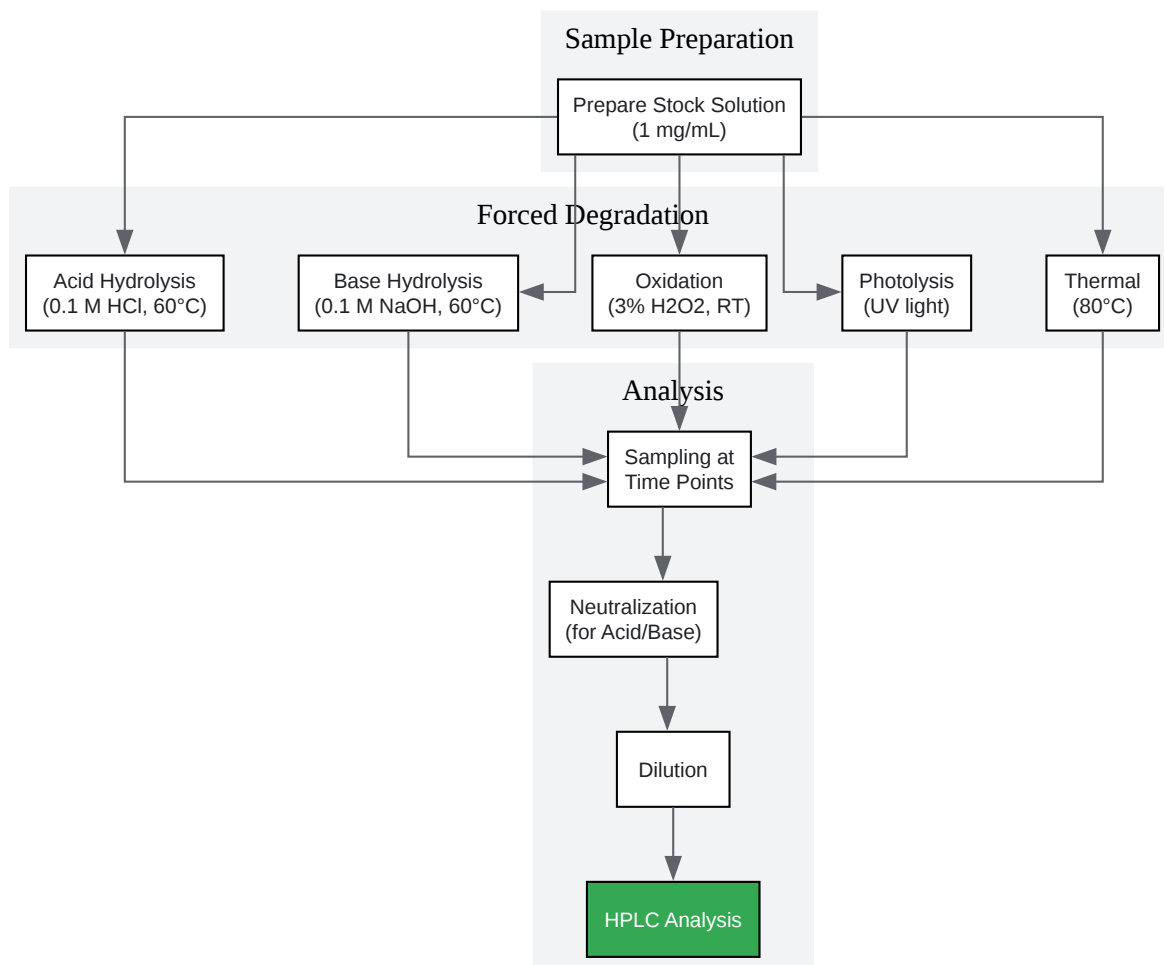 Sample Preparation
Prepare Stock Solution
(1 mg/mL)
Forced Degradation
Acid Hydrolysis
(0.1 M HCl, 60°C)
Base Hydrolysis
(0.1 M NaOH, 60°C)
Oxidation
(3% H2O2, RT)
Photolysis
(UV light)
Thermal
(80°C)
Analysis
Sampling at
Time Points
Neutralization
(for Acid/Base)
Dilution
HPLC Analysis